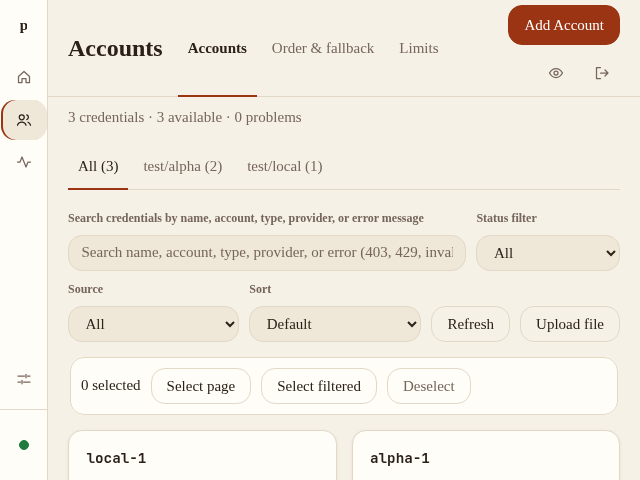 p
Accounts
Accounts Order & fallback Limits
Add Account
3 credentials · 3 available · 0 problems
All (3) test/alpha (2) test/local (1)
Search credentials by name, account, type, provider, or error message Status filter
Search name, account, type, provider, or error (403, 429, inval All
Source Sort
All Default Refresh Upload file
0 selected Select page Select filtered Deselect
local-1 alpha-1